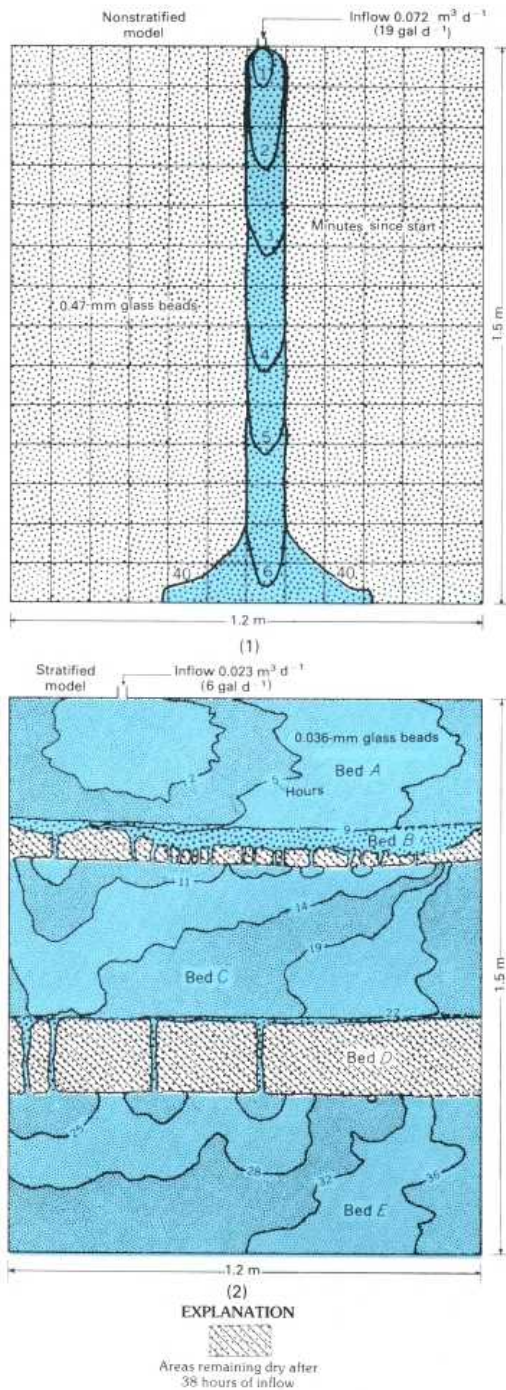 Nonstratified
model
Inflow 0.072 m³ d⁻¹
(19 gal d⁻¹)
1
2
3
Minutes since start
0.47-mm glass beads
4
5
6
40
40
1.5 m
1.2 m
(1)
Stratified
model
Inflow 0.023 m³ d⁻¹
(6 gal d⁻¹)
0.036-mm glass beads
2
5
Hours
Bed A
9
Bed B
11
14
19
Bed C
22
Bed D
25
28
32
36
Bed E
1.5 m
1.2 m
(2)
EXPLANATION
Areas remaining dry after
38 hours of inflow